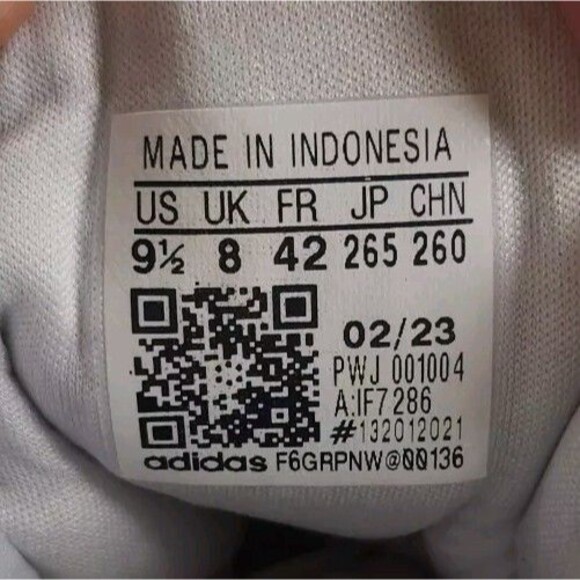 MADE IN INDONESIA
US UK FR JP CHN
9½ 8 42 265 260
02/23
PWJ 001004
A:IF7286
#132012021
adidas F6GRPNW@00136